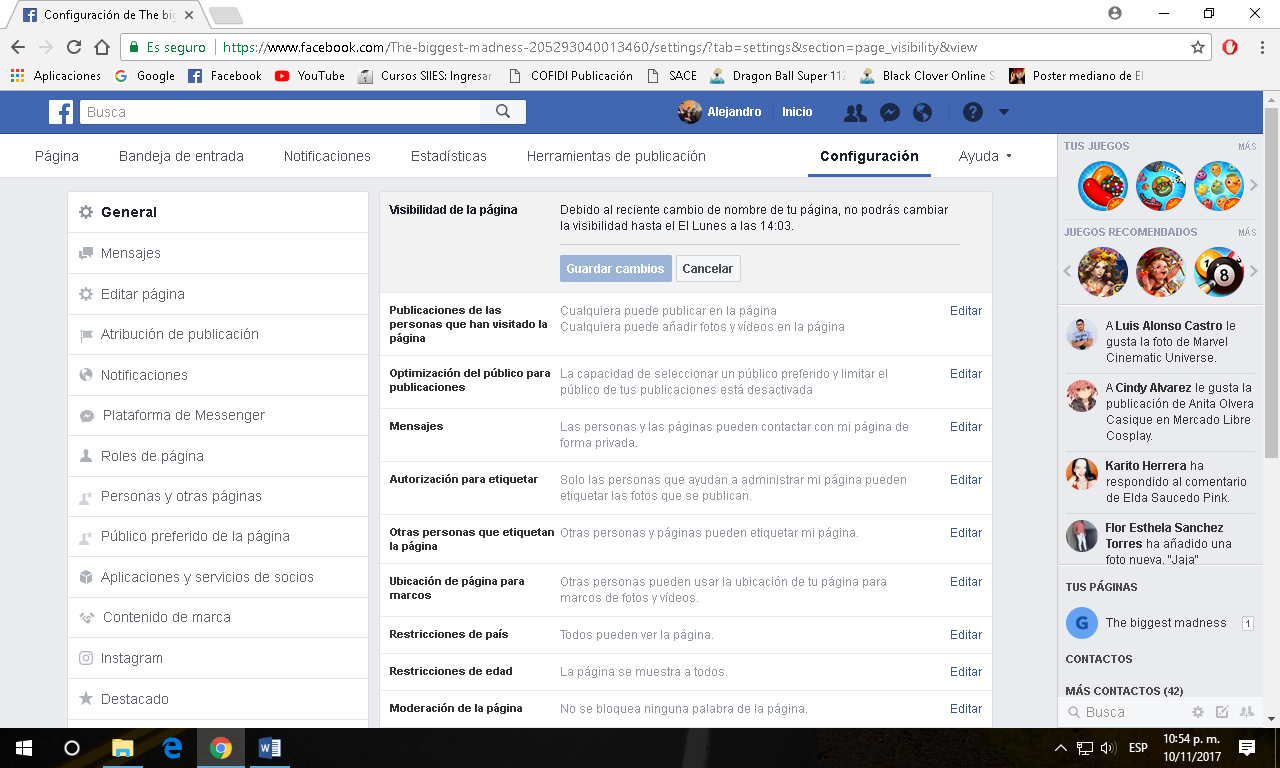 Configuración de The big
Es seguro
https://www.facebook.com/The-biggest-madness-205293040013460/settings/?tab=settings&section=page_visibility&view
Aplicaciones
Google
Facebook
YouTube
Cursos SIIES: Ingresar
COFIDI Publicación
SACE
Dragon Ball Super 112
Black Clover Online S
Poster mediano de El
Busca
Alejandro
Inicio
Página
Bandeja de entrada
Notificaciones
Estadísticas
Herramientas de publicación
Configuración
Ayuda
General
Mensajes
Editar página
Atribución de publicación
Notificaciones
Plataforma de Messenger
Roles de página
Personas y otras páginas
Público preferido de la página
Aplicaciones y servicios de socios
Contenido de marca
Instagram
Destacado
Visibilidad de la página
Debido al reciente cambio de nombre de tu página, no podrás cambiar
la visibilidad hasta el El Lunes a las 14:03.
Guardar cambios
Cancelar
Publicaciones de las
personas que han visitado la
página
Cualquiera puede publicar en la página
Cualquiera puede añadir fotos y vídeos en la página
Editar
Optimización del público para
publicaciones
La capacidad de seleccionar un público preferido y limitar el
público de tus publicaciones está desactivada
Editar
Mensajes
Las personas y las páginas pueden contactar con mi página de
forma privada.
Editar
Autorización para etiquetar
Solo las personas que ayudan a administrar mi página pueden
etiquetar las fotos que se publican.
Editar
Otras personas que etiquetan
la página
Otras personas y páginas pueden etiquetar mi página.
Editar
Ubicación de página para
marcos
Otras personas pueden usar la ubicación de tu página para
marcos de fotos y vídeos.
Editar
Restricciones de país
Todos pueden ver la página.
Editar
Restricciones de edad
La página se muestra a todos.
Editar
Moderación de la página
No se bloquea ninguna palabra de la página.
Editar
TUS JUEGOS
MÁS
JUEGOS RECOMENDADOS
MÁS
8
A Luis Alonso Castro le
gusta la foto de Marvel
Cinematic Universe.
A Cindy Alvarez le gusta la
publicación de Anita Olvera
Casique en Mercado Libre
Cosplay.
Karito Herrera ha
respondido al comentario
de Elda Saucedo Pink.
Flor Esthela Sanchez
Torres ha añadido una
foto nueva. "Jaja"
TUS PÁGINAS
G
The biggest madness
1
CONTACTOS
MÁS CONTACTOS (42)
Busca
ESP
10:54 p. m.
10/11/2017